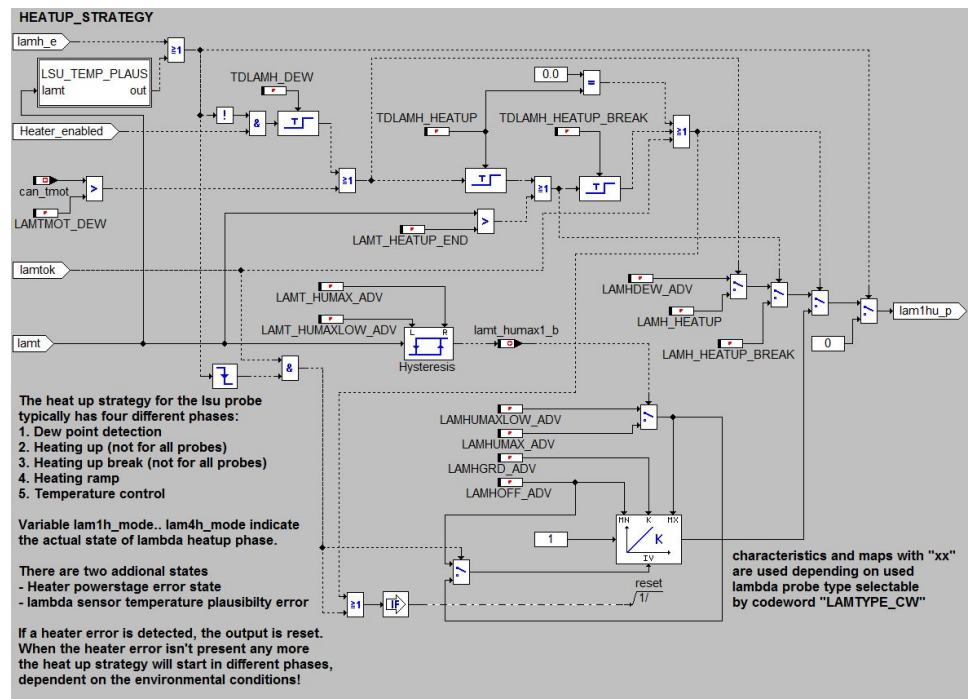 HEATUP_STRATEGY
lamh_e
≥1
LSU_TEMP_PLAUS
lamt out
TDLAMH_DEW
0.0
=
!
&
T
TDLAMH_HEATUP
TDLAMH_HEATUP_BREAK
≥1
Heater_enabled
≥1
T
≥1
T
can_tmot
>
LAMTMOT_DEW
>
LAMT_HEATUP_END
lamtok
LAMHDEW_ADV
LAMT_HUMAX_ADV
LAMH_HEATUP
lam1hu_p
LAMT_HUMAXLOW_ADV
lamt_humax1_b
0
lamt
L R
LAMH_HEATUP_BREAK
Hysteresis
&
The heat up strategy for the lsu probe
typically has four different phases:
1. Dew point detection
2. Heating up (not for all probes)
3. Heating up break (not for all probes)
4. Heating ramp
5. Temperature control
LAMHUMAXLOW_ADV
LAMHUMAX_ADV
LAMHGRD_ADV
LAMHOFF_ADV
Variable lam1h_mode.. lam4h_mode indicate
the actual state of lambda heatup phase.
MN K MX
1
K
IV
There are two addional states
- Heater powerstage error state
- lambda sensor temperature plausibilty error
reset
≥1
IF
1/
characteristics and maps with "xx"
are used depending on used
lambda probe type selectable
by codeword "LAMTYPE_CW"
If a heater error is detected, the output is reset.
When the heater error isn't present any more
the heat up strategy will start in different phases,
dependent on the environmental conditions!